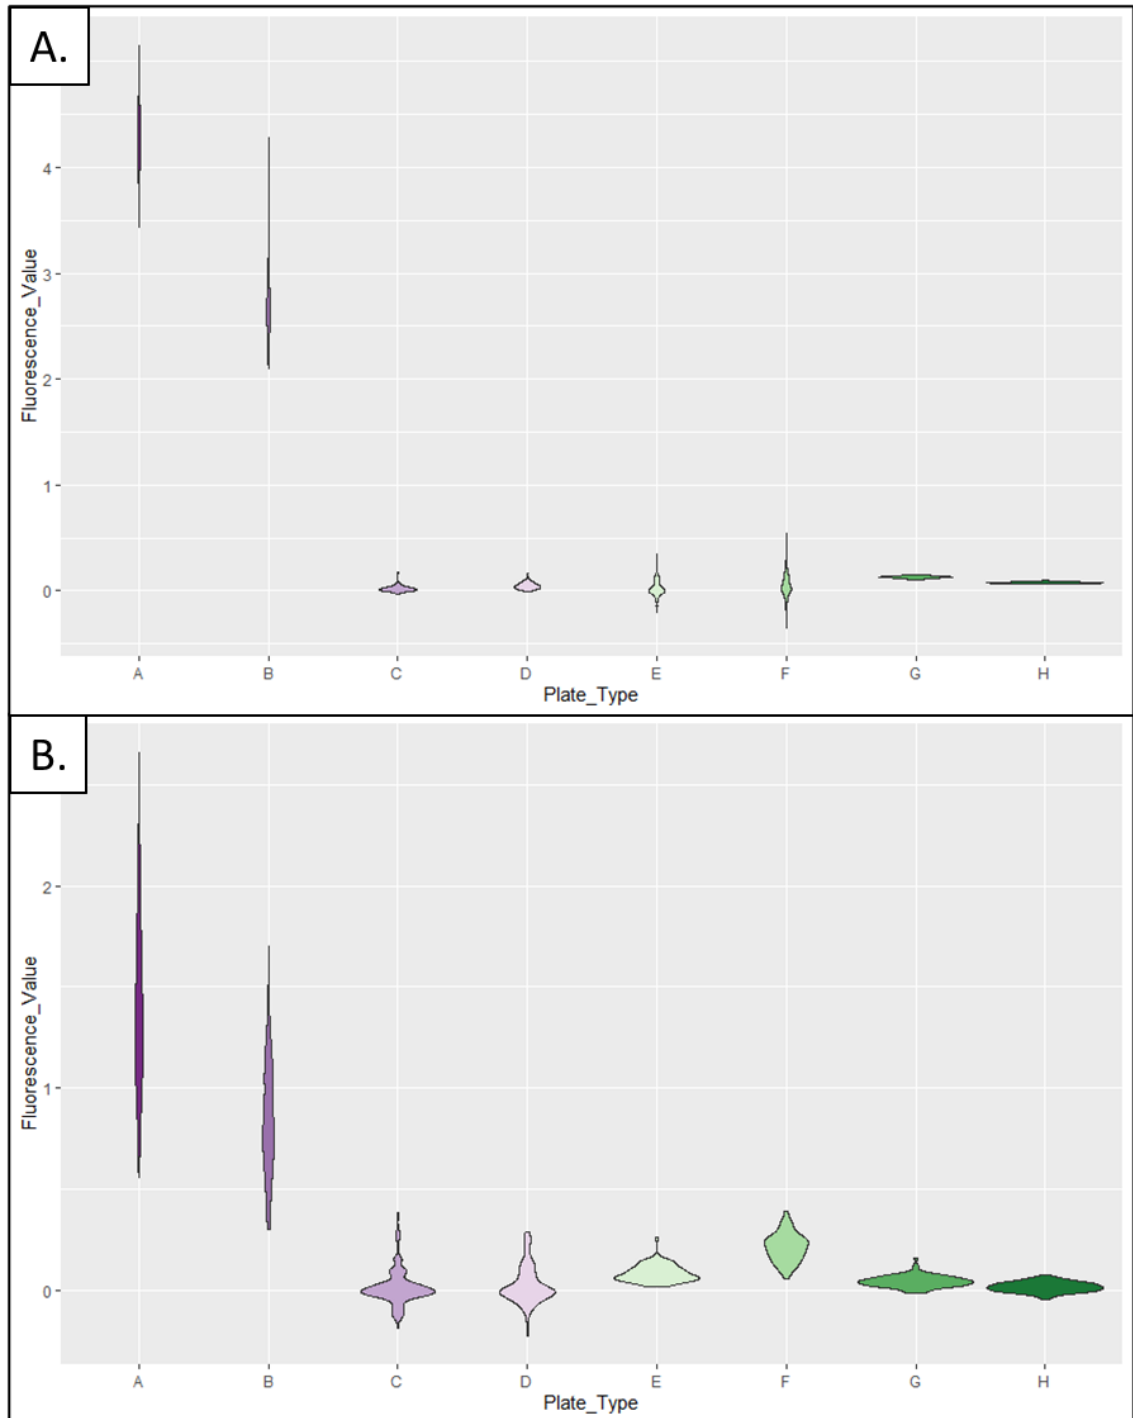 A.
Fluorescence_Value
4
3
2
1
0
A B C D E F G H
Plate_Type
B.
Fluorescence_Value
2
1
0
A B C D E F G H
Plate_Type